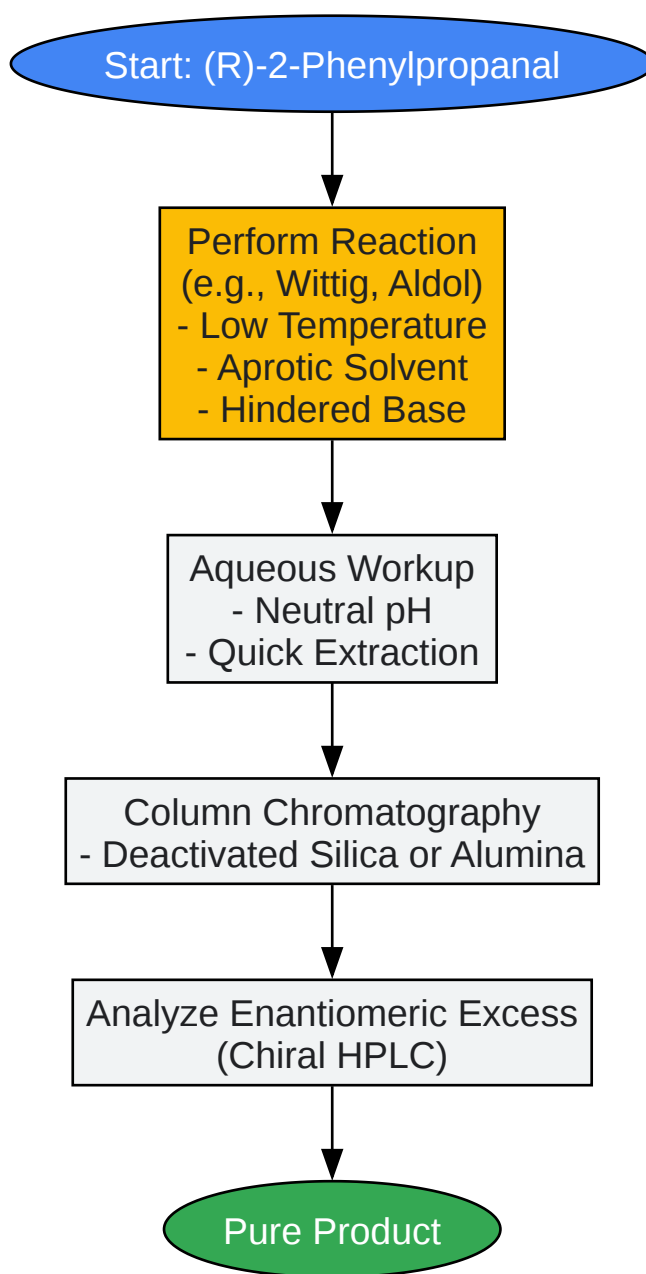 Start: (R)-2-Phenylpropanal
Perform Reaction
(e.g., Wittig, Aldol)
- Low Temperature
- Aprotic Solvent
- Hindered Base
Aqueous Workup
- Neutral pH
- Quick Extraction
Column Chromatography
- Deactivated Silica or Alumina
Analyze Enantiomeric Excess
(Chiral HPLC)
Pure Product